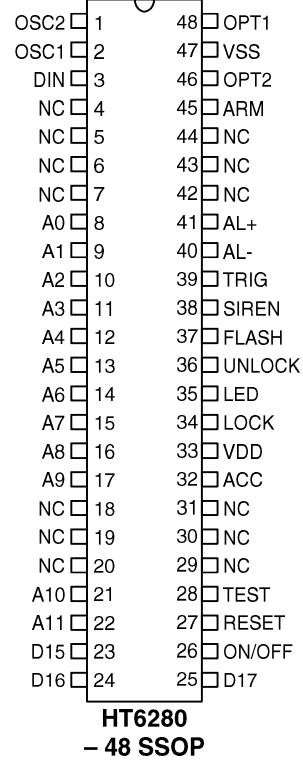 OSC2 1 48 OPT1
OSC1 2 47 VSS
DIN 3 46 OPT2
NC 4 45 ARM
NC 5 44 NC
NC 6 43 NC
NC 7 42 NC
A0 8 41 AL+
A1 9 40 AL-
A2 10 39 TRIG
A3 11 38 SIREN
A4 12 37 FLASH
A5 13 36 UNLOCK
A6 14 35 LED
A7 15 34 LOCK
A8 16 33 VDD
A9 17 32 ACC
NC 18 31 NC
NC 19 30 NC
NC 20 29 NC
A10 21 28 TEST
A11 22 27 RESET
D15 23 26 ON/OFF
D16 24 25 D17
HT6280
– 48 SSOP